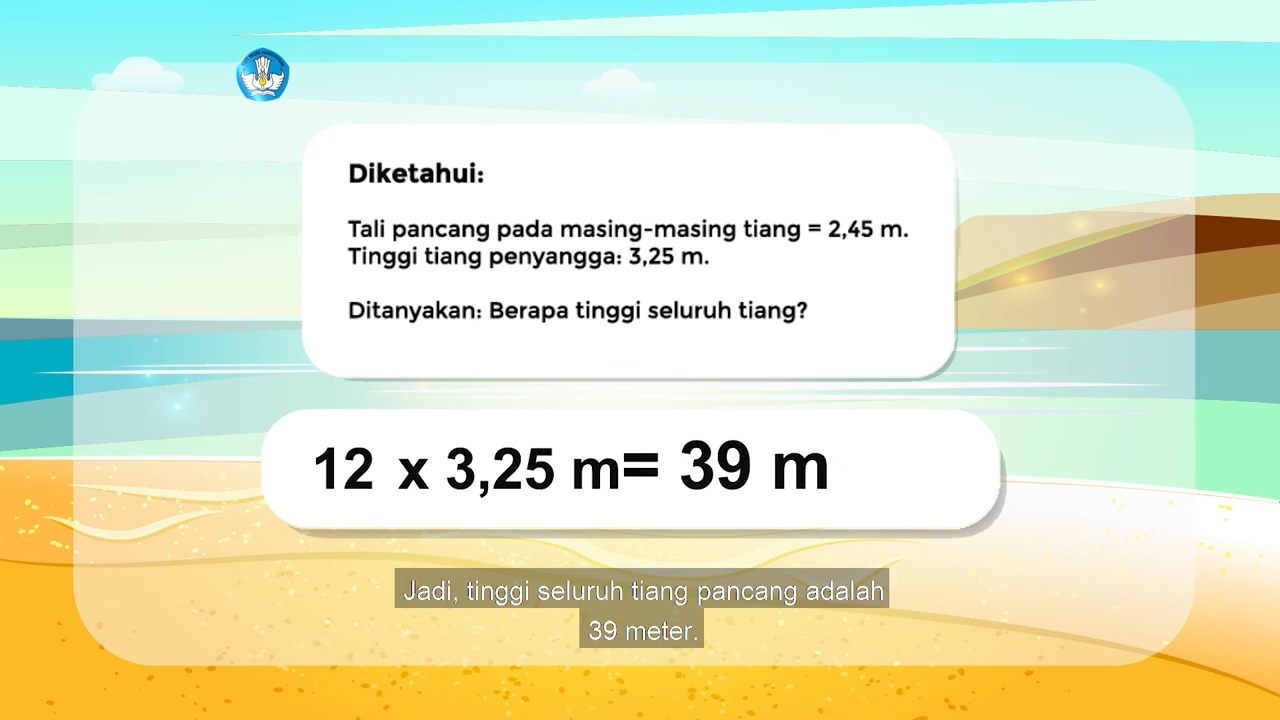 Diketahui:
Tali pancang pada masing-masing tiang = 2,45 m.
Tinggi tiang penyangga: 3,25 m.
Ditanyakan: Berapa tinggi seluruh tiang?
12 x 3,25 m= 39 m
Jadi, tinggi seluruh tiang pancang adalah
39 meter.